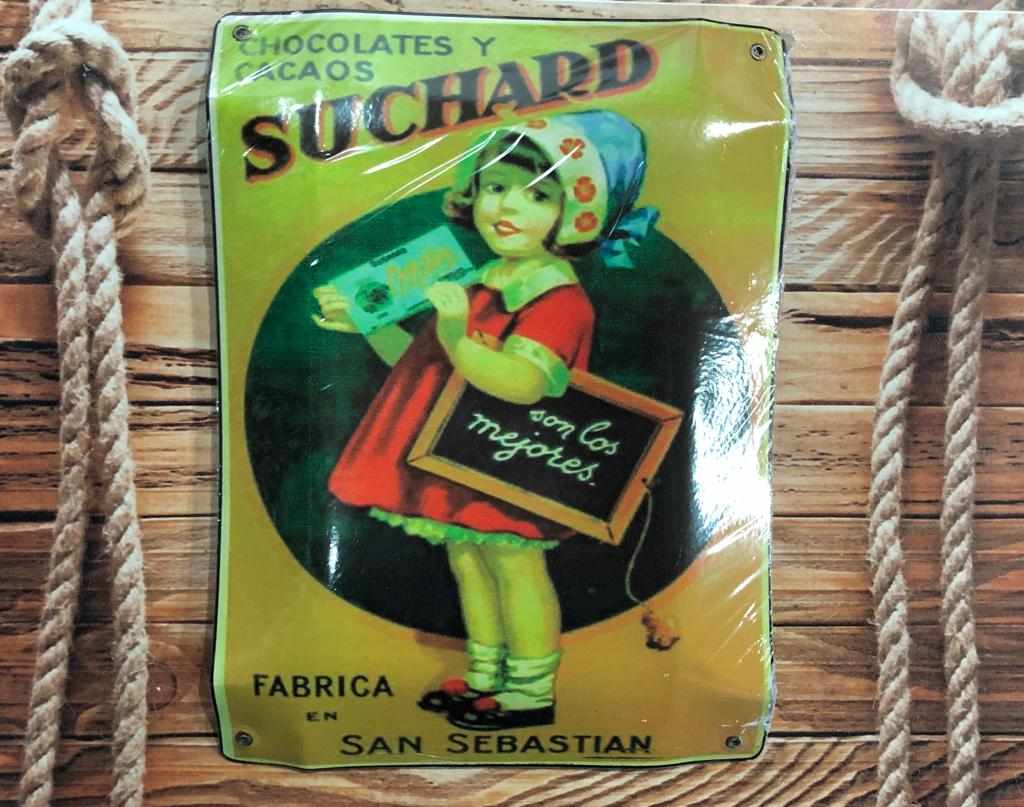 CHOCOLATES Y
CACAOS
SUCHARD
son los
mejores.
FABRICA
EN
SAN SEBASTIAN